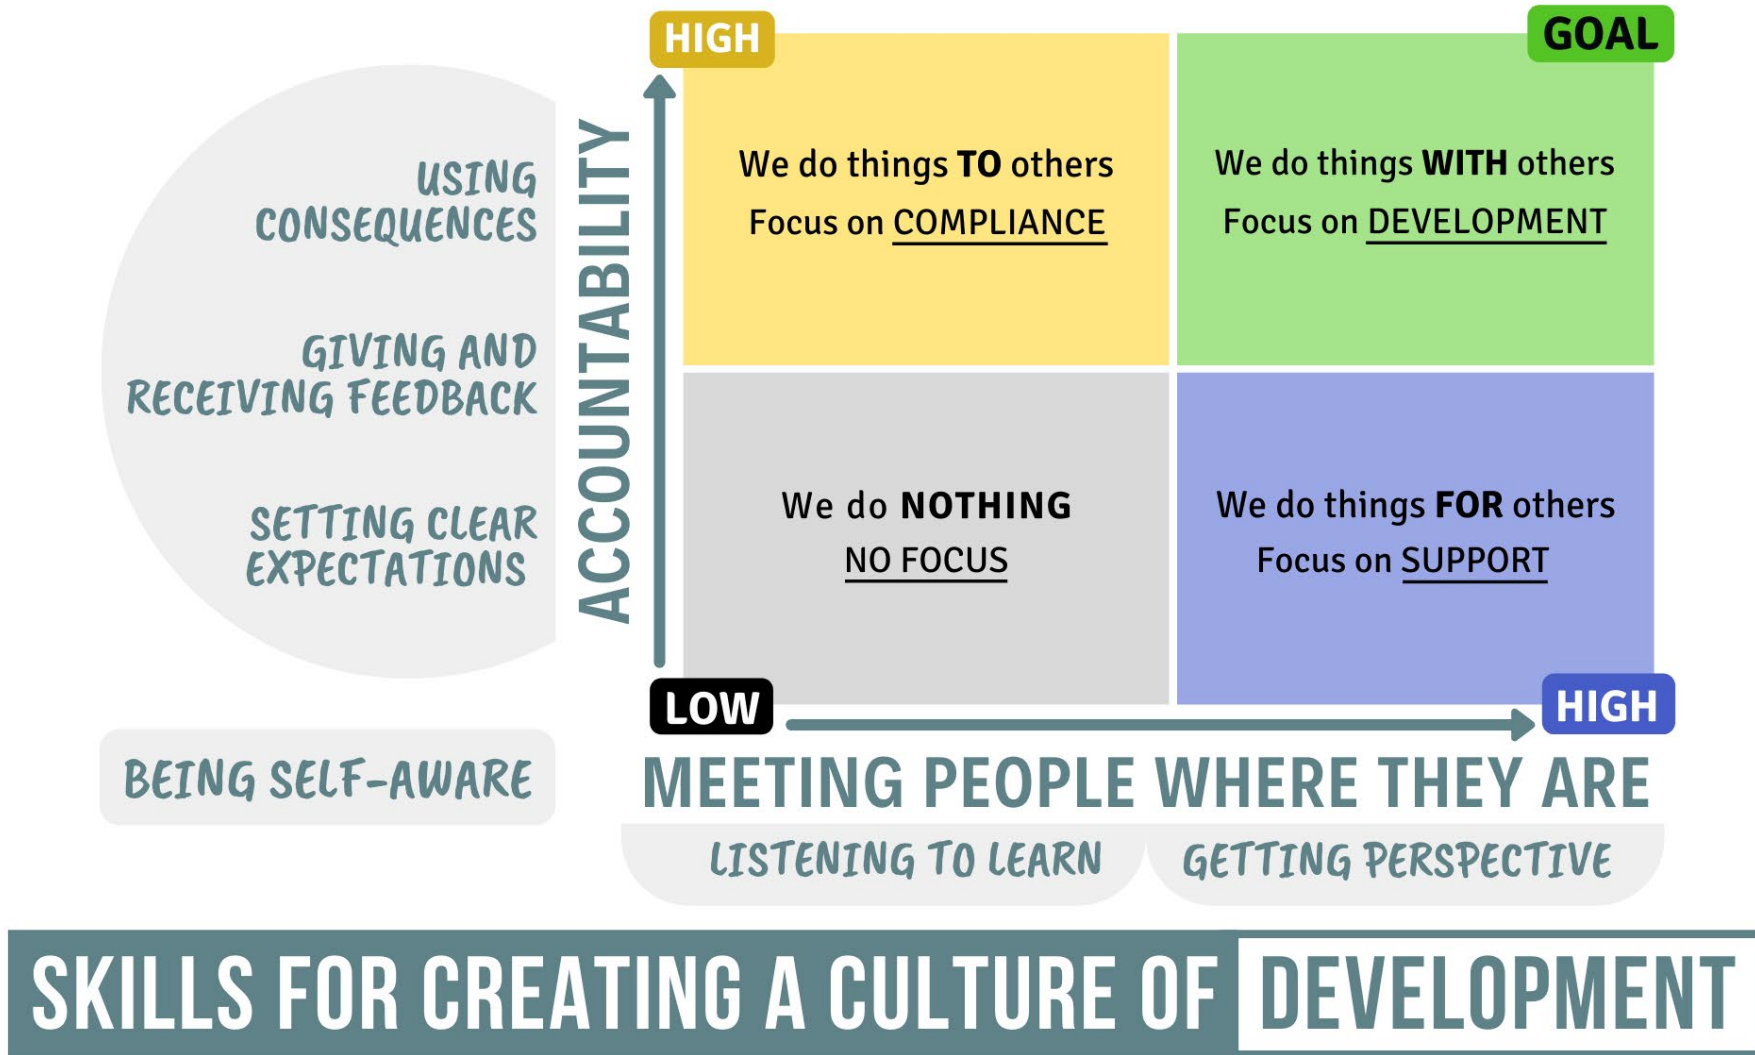 HIGH
GOAL
We do things TO others
Focus on COMPLIANCE
We do things WITH others
Focus on DEVELOPMENT
USING
CONSEQUENCES
GIVING AND
RECEIVING FEEDBACK
SETTING CLEAR
EXPECTATIONS
ACCOUNTABILITY
We do NOTHING
NO FOCUS
We do things FOR others
Focus on SUPPORT
LOW
HIGH
BEING SELF-AWARE
MEETING PEOPLE WHERE THEY ARE
LISTENING TO LEARN
GETTING PERSPECTIVE
SKILLS FOR CREATING A CULTURE OF DEVELOPMENT